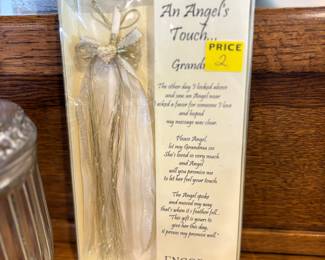 An Angel's
Touch...
PRICE
2
The other day I looked above
and saw an Angel near
I asked a favor for someone I love
and hoped
my message was clear.
Please Angel,
let my Grandma see
She's loved so very much
and Angel
will you promise me
to let her feel your touch
The Angel spoke
and missed my way
that's when it's feather fell...
"This gift is yours to
give her this day,
it proves my promise well."